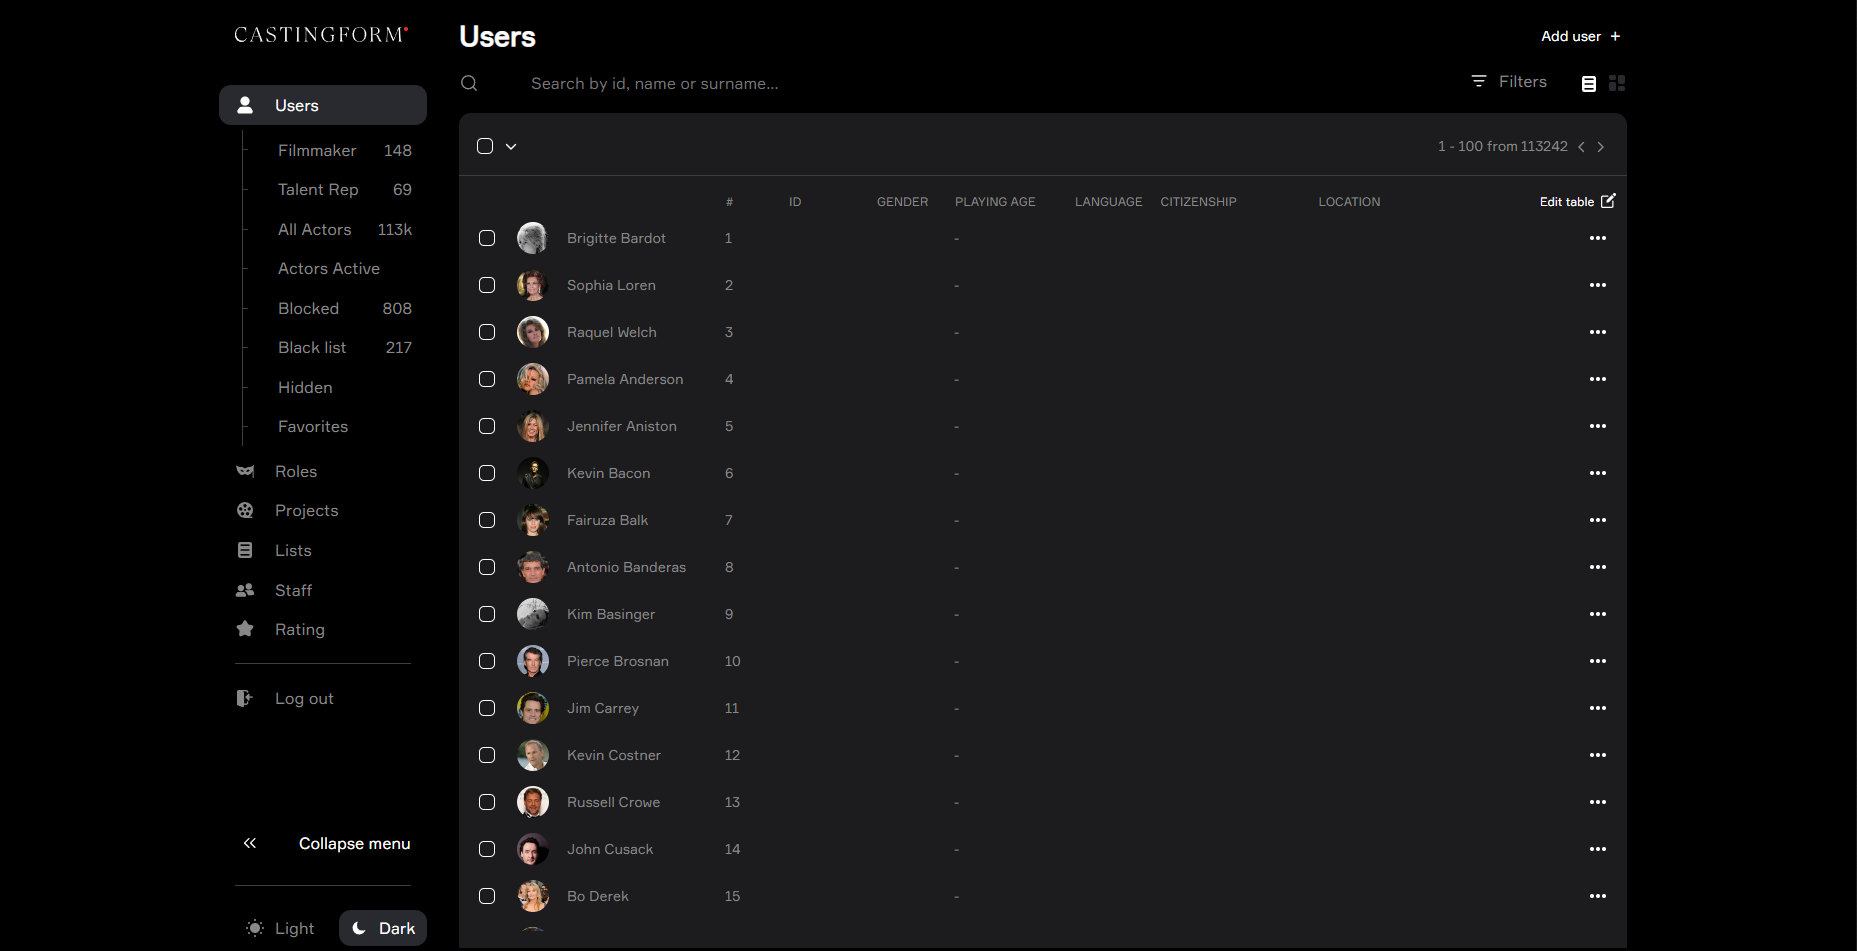 CASTINGFORM
Users
Filmmaker 148
Talent Rep 69
All Actors 113k
Actors Active
Blocked 808
Black list 217
Hidden
Favorites
Roles
Projects
Lists
Staff
Rating
Log out
Collapse menu
Light Dark
Users
Add user +
Search by id, name or surname...
Filters
1 - 100 from 113242
# ID GENDER PLAYING AGE LANGUAGE CITIZENSHIP LOCATION Edit table
Brigitte Bardot 1 -
Sophia Loren 2 -
Raquel Welch 3 -
Pamela Anderson 4 -
Jennifer Aniston 5 -
Kevin Bacon 6 -
Fairuza Balk 7 -
Antonio Banderas 8 -
Kim Basinger 9 -
Pierce Brosnan 10 -
Jim Carrey 11 -
Kevin Costner 12 -
Russell Crowe 13 -
John Cusack 14 -
Bo Derek 15 -